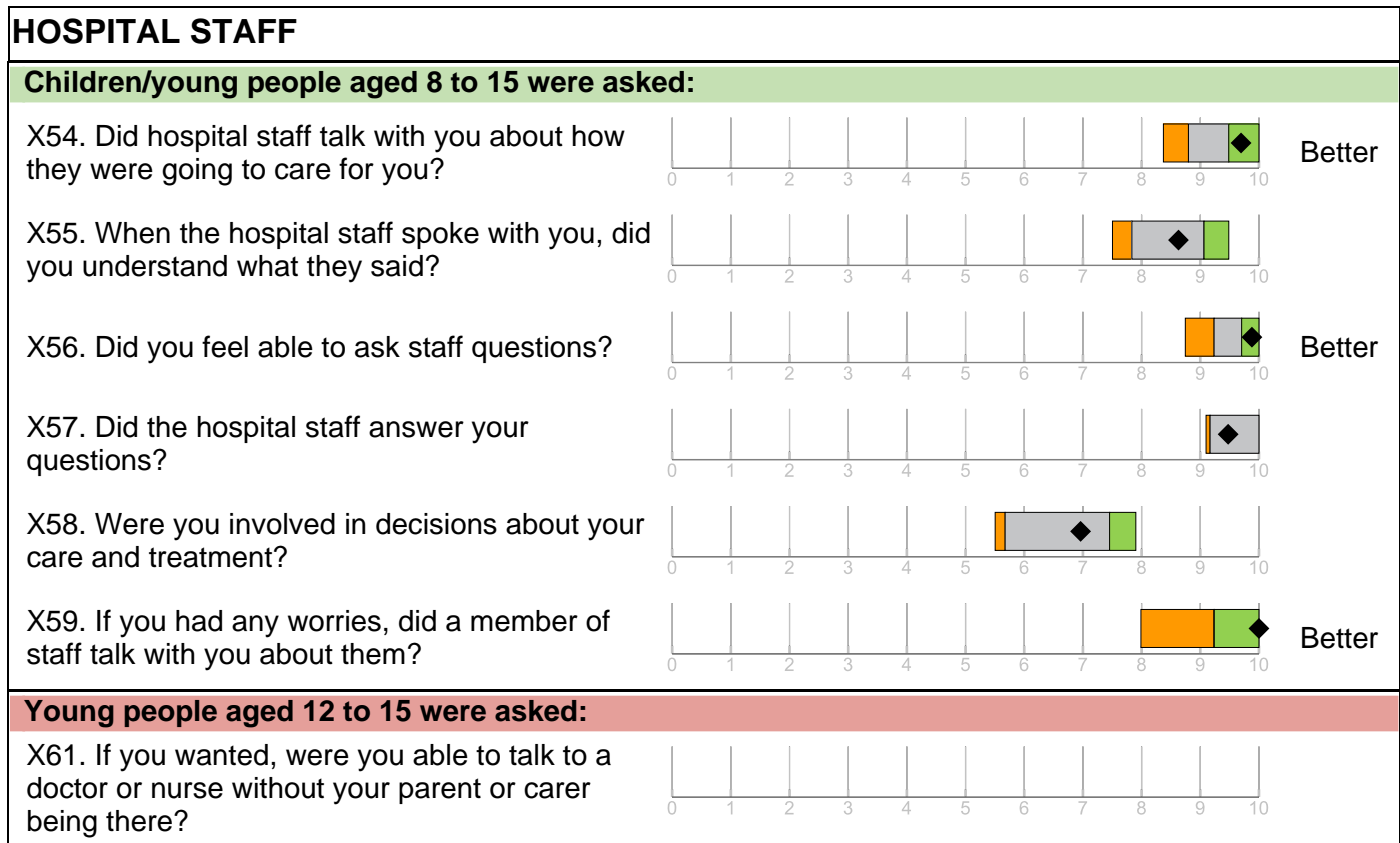 HOSPITAL STAFF
Children/young people aged 8 to 15 were asked:
X54. Did hospital staff talk with you about how
they were going to care for you?
0 1 2 3 4 5 6 7 8 9 10
Better
X55. When the hospital staff spoke with you, did
you understand what they said?
0 1 2 3 4 5 6 7 8 9 10
X56. Did you feel able to ask staff questions?
0 1 2 3 4 5 6 7 8 9 10
Better
X57. Did the hospital staff answer your
questions?
0 1 2 3 4 5 6 7 8 9 10
X58. Were you involved in decisions about your
care and treatment?
0 1 2 3 4 5 6 7 8 9 10
X59. If you had any worries, did a member of
staff talk with you about them?
0 1 2 3 4 5 6 7 8 9 10
Better
Young people aged 12 to 15 were asked:
X61. If you wanted, were you able to talk to a
doctor or nurse without your parent or carer
being there?
0 1 2 3 4 5 6 7 8 9 10